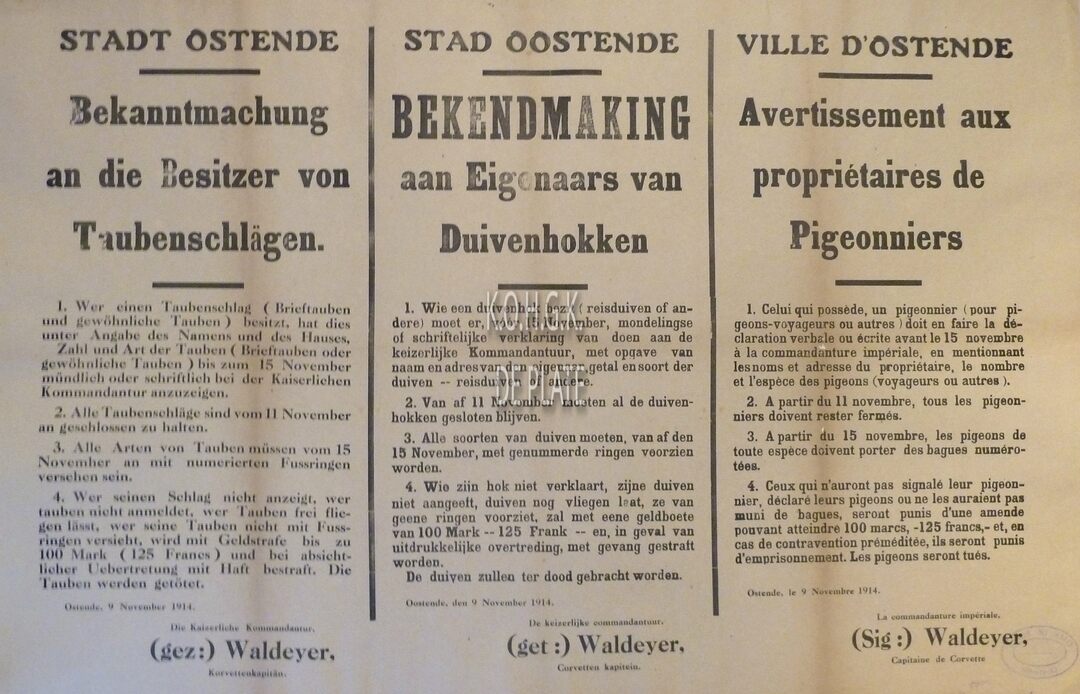 STADT OSTENDE
Bekanntmachung
an die Besitzer von
Taubenschlägen.
1. Wer einen Taubenschlag ( Brieftauben
und gewöhnliche Tauben ) besitzt, hat dies
unter Angabe des Namens und des Hauses,
Zahl und Art der Tauben ( Brieftauben oder
gewöhnliche Tauben ) bis zum 15 November
mündlich oder schriftlich bei der Kaiserlichen
Kommandantur anzuzeigen.
2. Alle Taubenschläge sind vom 11 November
an geschlossen zu halten.
3. Alle Arten von Tauben müssen vom 15
November an mit numerierten Fussringen
versehen sein.
4. Wer seinen Schlag nicht anzeigt, wer
tauben nicht anmeldet, wer Tauben frei flie-
gen lässt, wer seine Tauben nicht mit Fuss-
ringen versieht, wird mit Geldstrafe bis zu
100 Mark ( 125 Francs ) und bei absicht-
licher Uebertretung mit Haft bestraft. Die
Tauben werden getötet.
Ostende, 9 November 1914.
Die Kaiserliche Kommandantur,
(gez:) Waldeyer,
Korvettenkapitän.
STAD OOSTENDE
BEKENDMAKING
aan Eigenaars van
Duivenhokken
1. Wie een duivenhok bezit ( reisduiven of an-
dere) moet er, 15 November, mondelingse
of schriftelijke verklaring van doen aan de
keizerlijke Kommandantuur, met opgave van
naam en adres van den eigenaar, getal en soort der
duiven -- reisduiven of andere.
2. Van af 11 November moeten al de duiven-
hokken gesloten blijven.
3. Alle soorten van duiven moeten, van af den
15 November, met genummerde ringen voorzien
worden.
4. Wie zijn hok niet verklaart, zijne duiven
niet aangeeft, duiven nog vliegen laat, ze van
geene ringen voorziet, zal met eene geldboete
van 100 Mark -- 125 Frank -- en, in geval van
uitdrukkelijke overtreding, met gevang gestraft
worden.
De duiven zullen ter dood gebracht worden.
Oostende, den 9 November 1914.
De keizerlijke commandantuur,
(get :) Waldeyer,
Corvetten kapitein.
K.O.H.G.K.
DE PLATE
VILLE D'OSTENDE
Avertissement aux
propriétaires de
Pigeonniers
1. Celui qui possède, un pigeonnier ( pour pi-
geons-voyageurs ou autres ) doit en faire la dé-
claration verbale ou écrite avant le 15 novembre
à la commandanture impériale, en mentionnant
les noms et adresse du propriétaire, le nombre
et l'espèce des pigeons (voyageurs ou autres ).
2. A partir du 11 novembre, tous les pigeon-
niers doivent rester fermés.
3. A partir du 15 novembre, les pigeons de
toute espèce doivent porter des bagues numéro-
tées.
4. Ceux qui n'auront pas signalé leur pigeon-
nier, déclaré leurs pigeons ou ne les auraient pas
muni de bagues, seront punis d'une amende
pouvant atteindre 100 marcs, -125 francs,- et, en
cas de contravention préméditée, ils seront punis
d'emprisonnement. Les pigeons seront tués.
Ostende, le 9 Novembre 1914.
La commandanture impériale,
(Sig :) Waldeyer,
Capitaine de Corvette